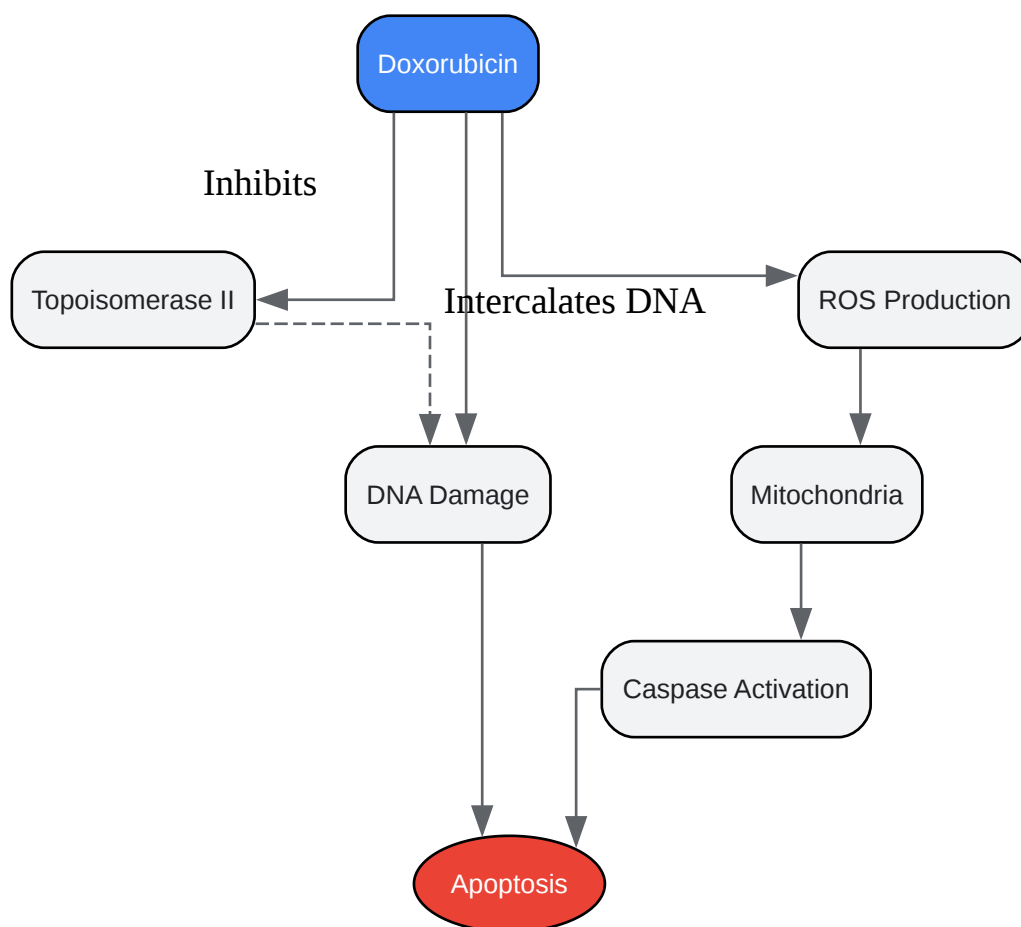 Doxorubicin
Inhibits
Topoisomerase II
Intercalates DNA
ROS Production
DNA Damage
Mitochondria
Caspase Activation
Apoptosis